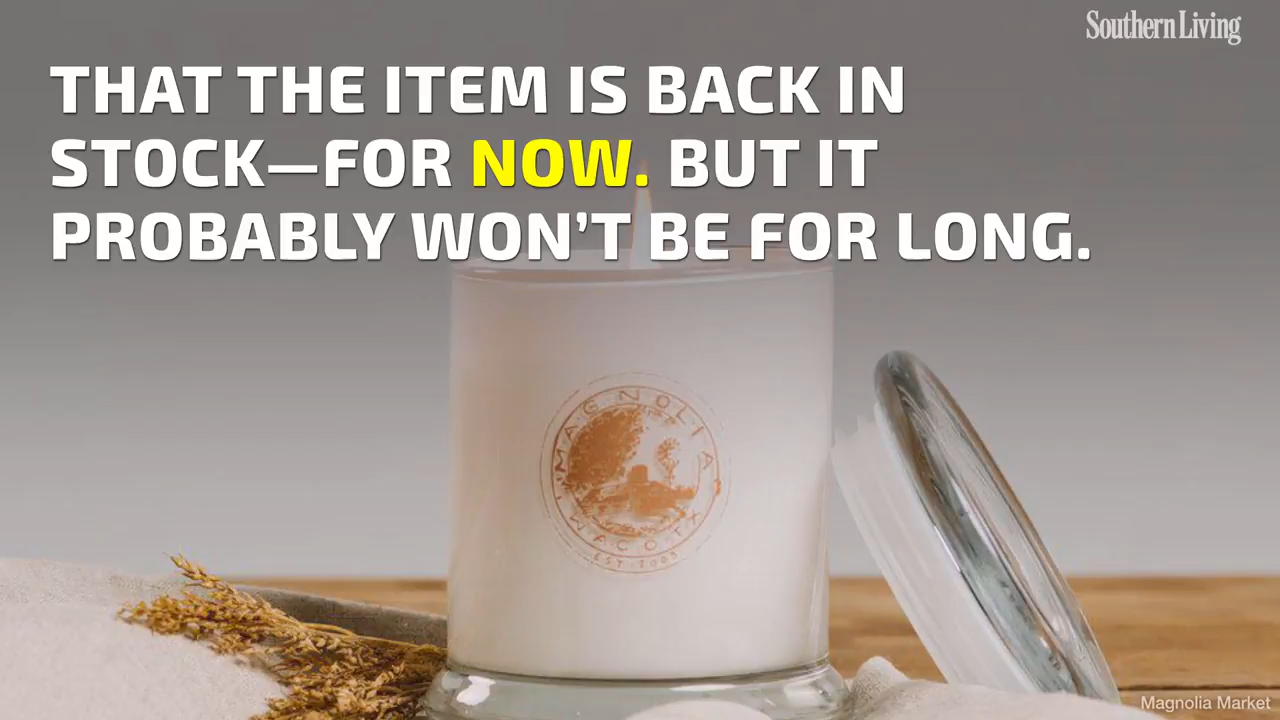 Southern Living
THAT THE ITEM IS BACK IN
STOCK—FOR NOW. BUT IT
PROBABLY WON’T BE FOR LONG.
MAGNOLIA
WACO TX
EST 2003
Magnolia Market